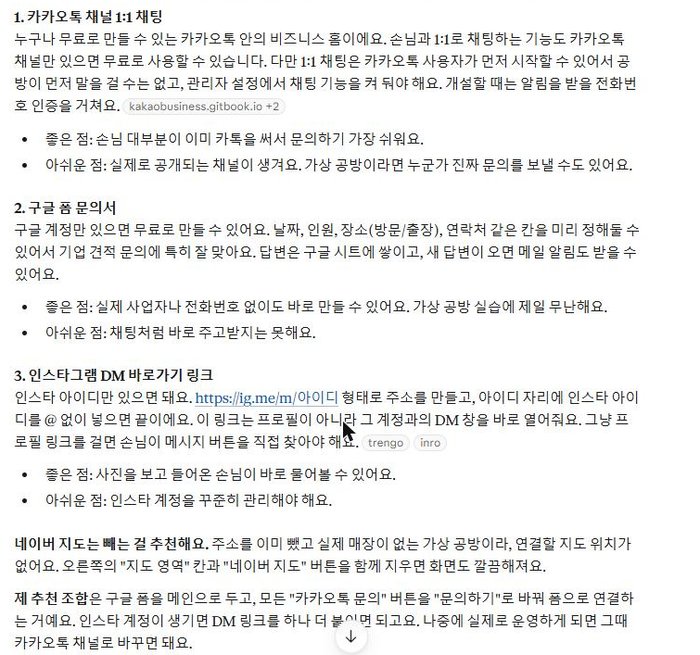 1. 카카오톡 채널 1:1 채팅
누구나 무료로 만들 수 있는 카카오톡 안의 비즈니스 홈이에요. 손님과 1:1로 채팅하는 기능도 카카오톡
채널만 있으면 무료로 사용할 수 있습니다. 다만 1:1 채팅은 카카오톡 사용자가 먼저 시작할 수 있어서 공
방이 먼저 말을 걸 수는 없고, 관리자 설정에서 채팅 기능을 켜 둬야 해요. 개설할 때는 알림을 받을 전화번
호 인증을 거쳐요. kakaobusiness.gitbook.io +2
• 좋은 점: 손님 대부분이 이미 카톡을 써서 문의하기 가장 쉬워요.
• 아쉬운 점: 실제로 공개되는 채널이 생겨요. 가상 공방이라면 누군가 진짜 문의를 보낼 수도 있어요.
2. 구글 폼 문의서
구글 계정만 있으면 무료로 만들 수 있어요. 날짜, 인원, 장소(방문/출장), 연락처 같은 칸을 미리 정해둘 수
있어서 기업 견적 문의에 특히 잘 맞아요. 답변은 구글 시트에 쌓이고, 새 답변이 오면 메일 알림도 받을 수
있어요.
• 좋은 점: 실제 사업자나 전화번호 없이도 바로 만들 수 있어요. 가상 공방 실습에 제일 무난해요.
• 아쉬운 점: 채팅처럼 바로 주고받지는 못해요.
3. 인스타그램 DM 바로가기 링크
인스타 아이디만 있으면 돼요. https://ig.me/m/아이디 형태로 주소를 만들고, 아이디 자리에 인스타 아이
디를 @ 없이 넣으면 끝이에요. 이 링크는 프로필이 아니라 그 계정과의 DM 창을 바로 열어줘요. 그냥 프
로필 링크를 걸면 손님이 메시지 버튼을 직접 찾아야 해요. trengo inro
• 좋은 점: 사진을 보고 들어온 손님이 바로 물어볼 수 있어요.
• 아쉬운 점: 인스타 계정을 꾸준히 관리해야 해요.
네이버 지도는 빼는 걸 추천해요. 주소를 이미 뺐고 실제 매장이 없는 가상 공방이라, 연결할 지도 위치가
없어요. 오른쪽의 "지도 영역" 칸과 "네이버 지도" 버튼을 함께 지우면 화면도 깔끔해져요.
제 추천 조합은 구글 폼을 메인으로 두고, 모든 "카카오톡 문의" 버튼을 "문의하기"로 바꿔 폼으로 연결하
는 거예요. 인스타 계정이 생기면 DM 링크를 하나 더 붙이면 되고요. 나중에 실제로 운영하게 되면 그때
카카오톡 채널로 바꾸면 돼요.